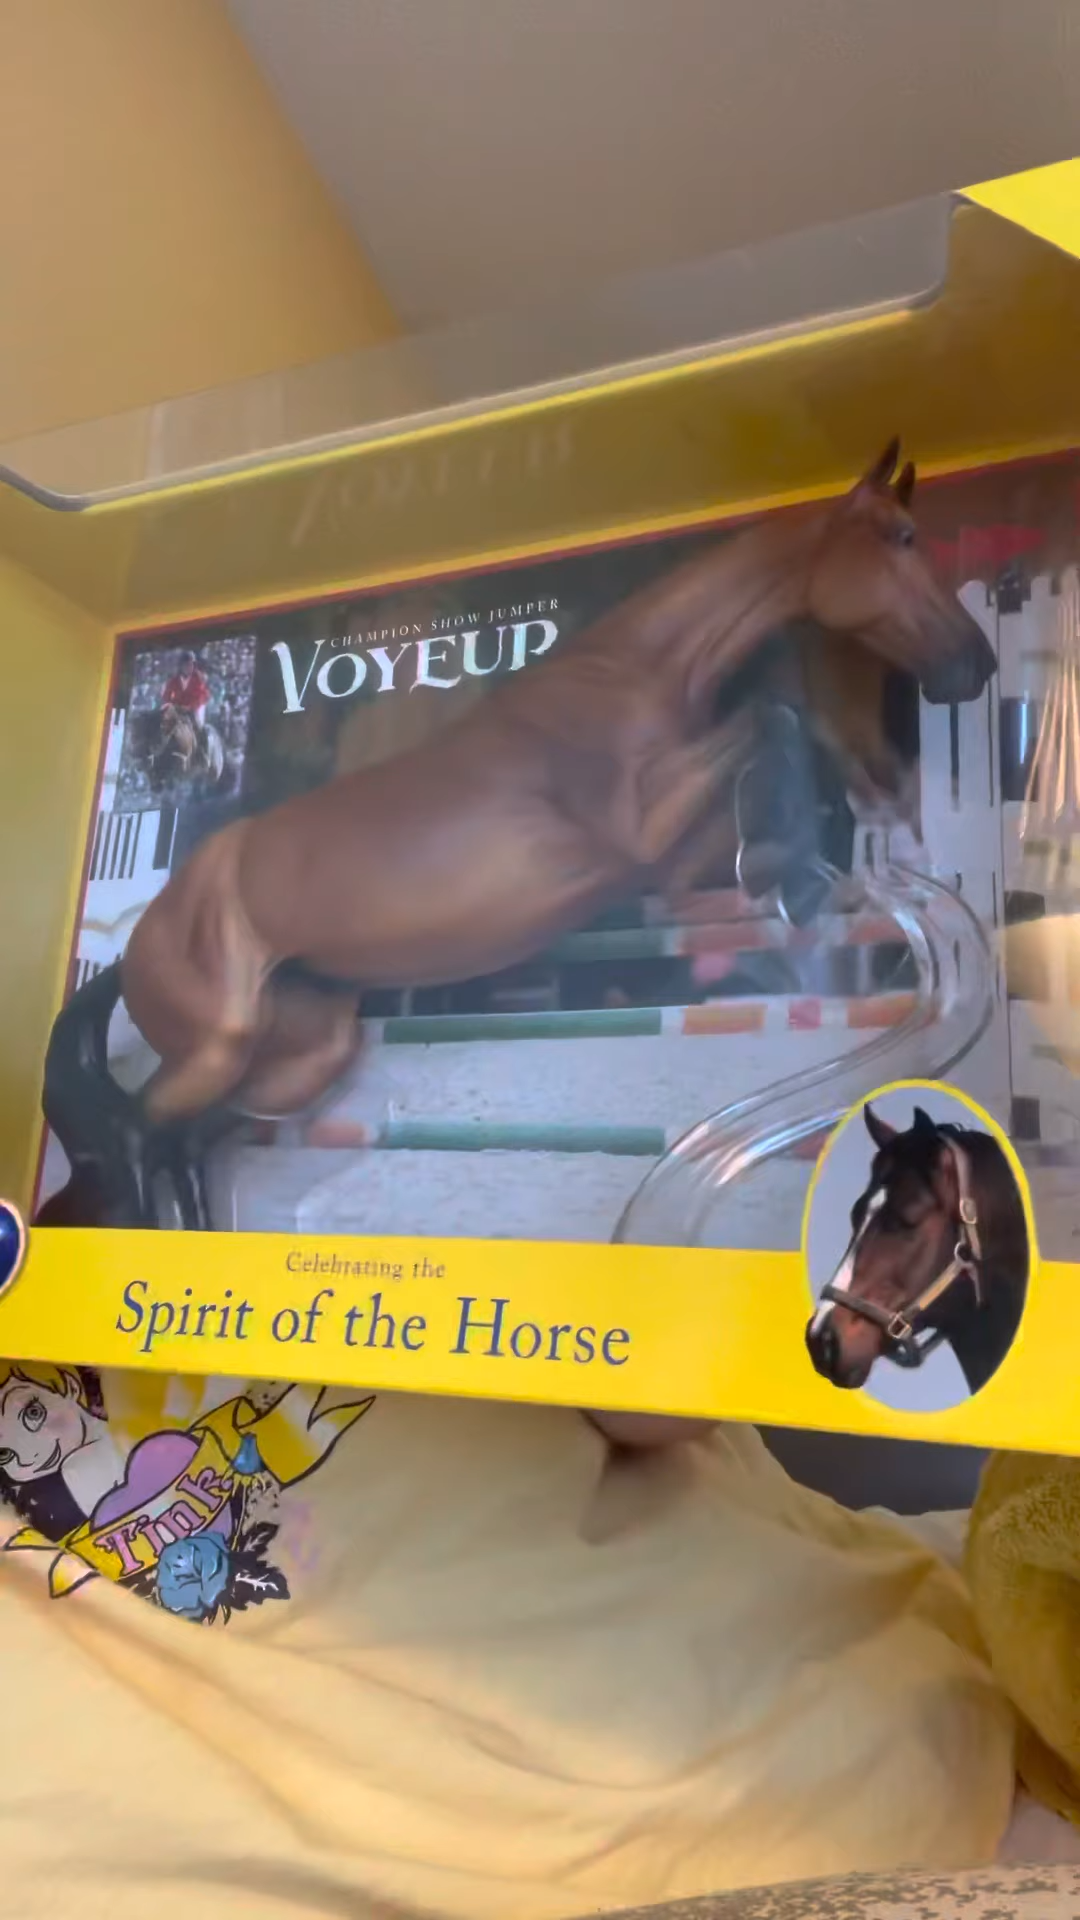 CHAMPION SHOW JUMPER
VOYEUR
Celebrating the
Spirit of the Horse
Tink